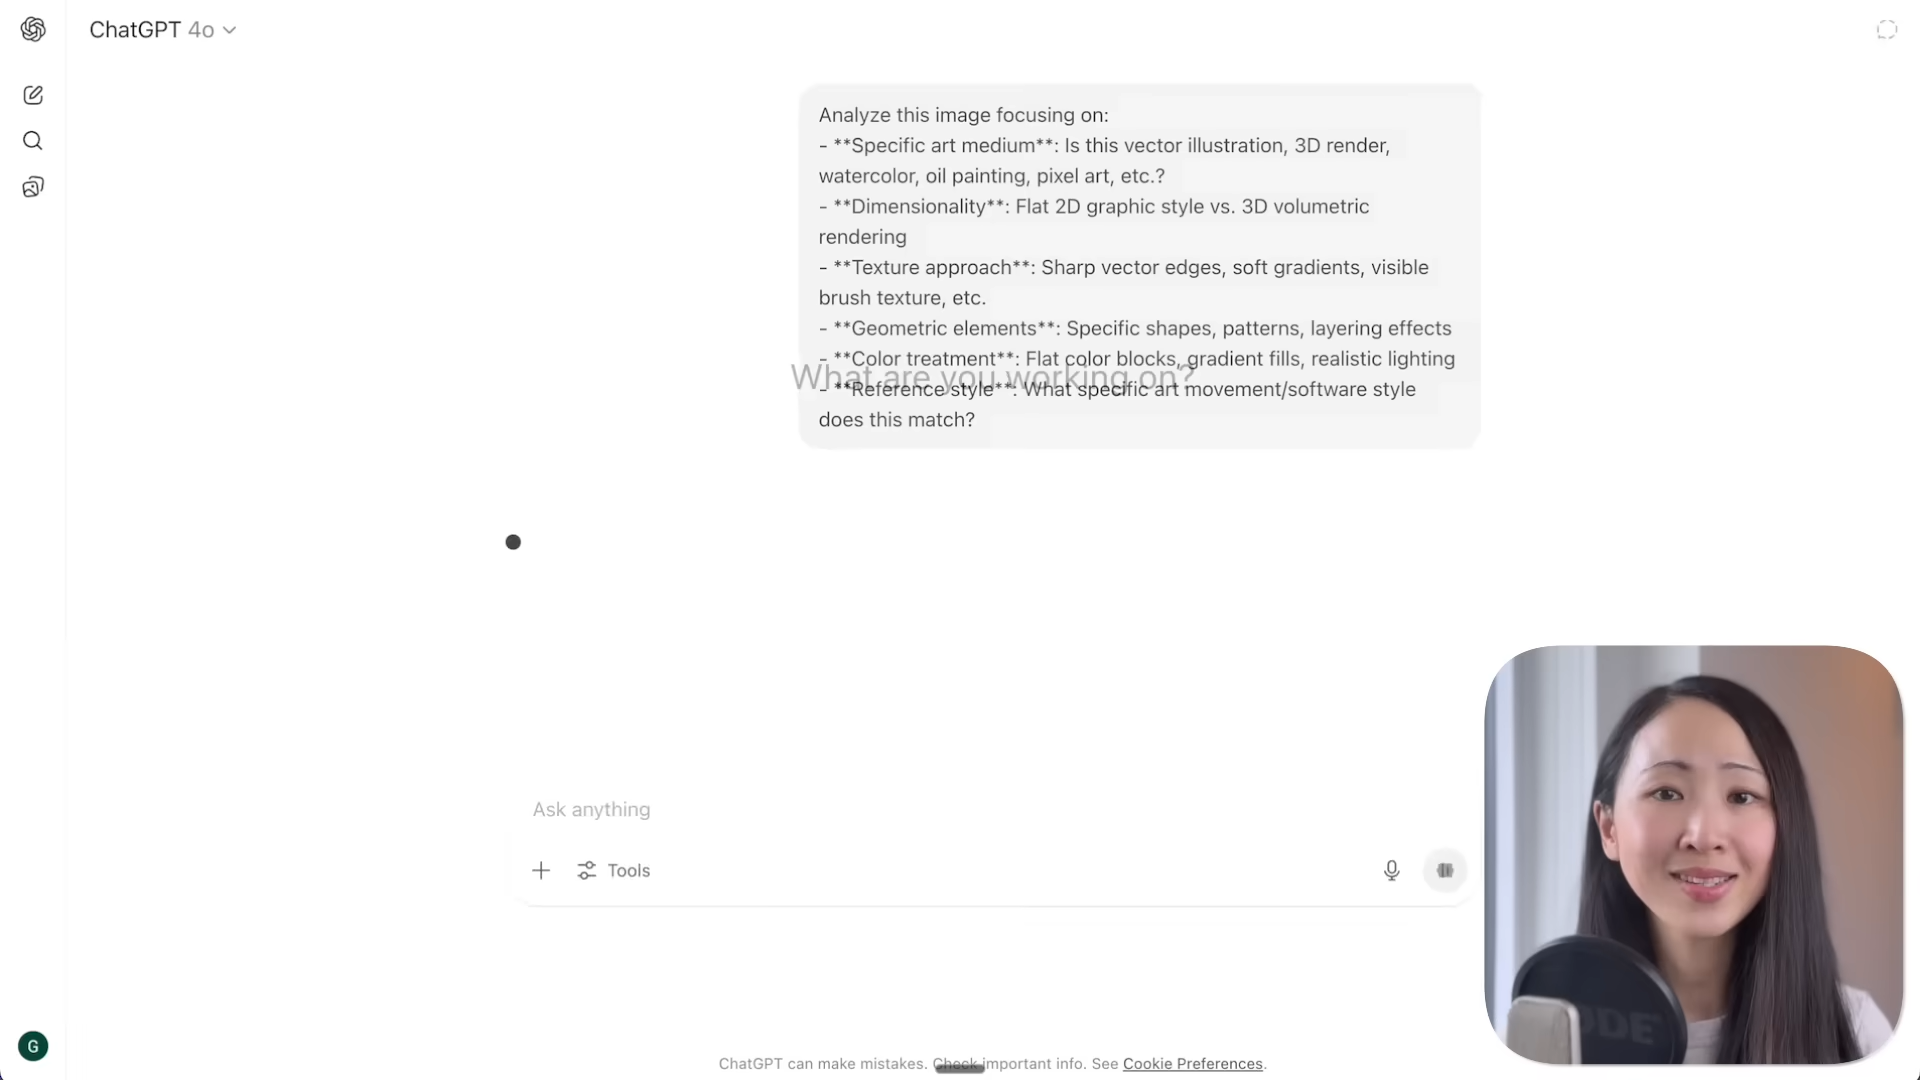 ChatGPT 4o
Analyze this image focusing on:
- **Specific art medium**: Is this vector illustration, 3D render,
watercolor, oil painting, pixel art, etc.?
- **Dimensionality**: Flat 2D graphic style vs. 3D volumetric
rendering
- **Texture approach**: Sharp vector edges, soft gradients, visible
brush texture, etc.
- **Geometric elements**: Specific shapes, patterns, layering effects
- **Color treatment**: Flat color blocks, gradient fills, realistic lighting
What are you working on?
- **Reference style**: What specific art movement/software style
does this match?
Ask anything
Tools
G
ChatGPT can make mistakes. Check important info. See Cookie Preferences.